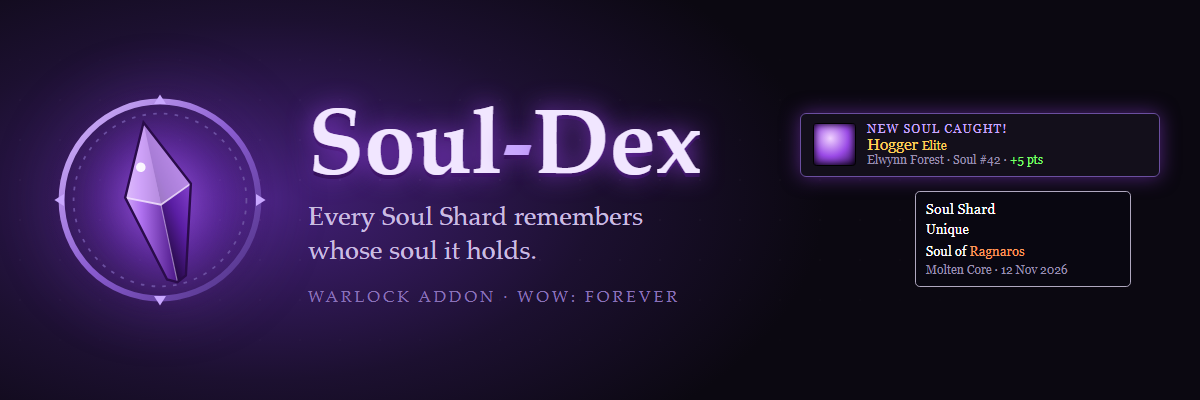 Soul-Dex
Every Soul Shard remembers
whose soul it holds.
WARLOCK ADDON · WOW: FOREVER
NEW SOUL CAUGHT!
Hogger Elite
Elwynn Forest · Soul #42 · +5 pts
Soul Shard
Unique
Soul of Ragnaros
Molten Core · 12 Nov 2026